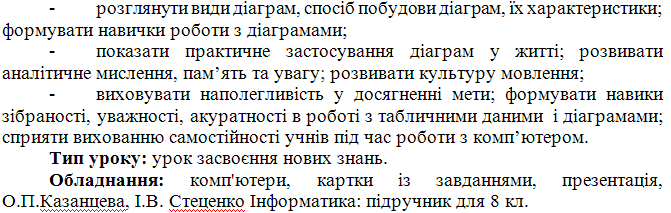 - розглянути види діаграм, спосіб побудови діаграм, їх характеристики;
формувати навички роботи з діаграмами;
- показати практичне застосування діаграм у житті; розвивати
аналітичне мислення, пам’ять та увагу; розвивати культуру мовлення;
- виховувати наполегливість у досягненні мети; формувати навики
зібраності, уважності, акуратності в роботі з табличними даними і діаграмами;
сприяти вихованню самостійності учнів під час роботи з комп’ютером.
Тип уроку: урок засвоєння нових знань.
Обладнання: комп'ютери, картки із завданнями, презентація,
О.П.Казанцева, І.В. Стеценко Інформатика: підручник для 8 кл.